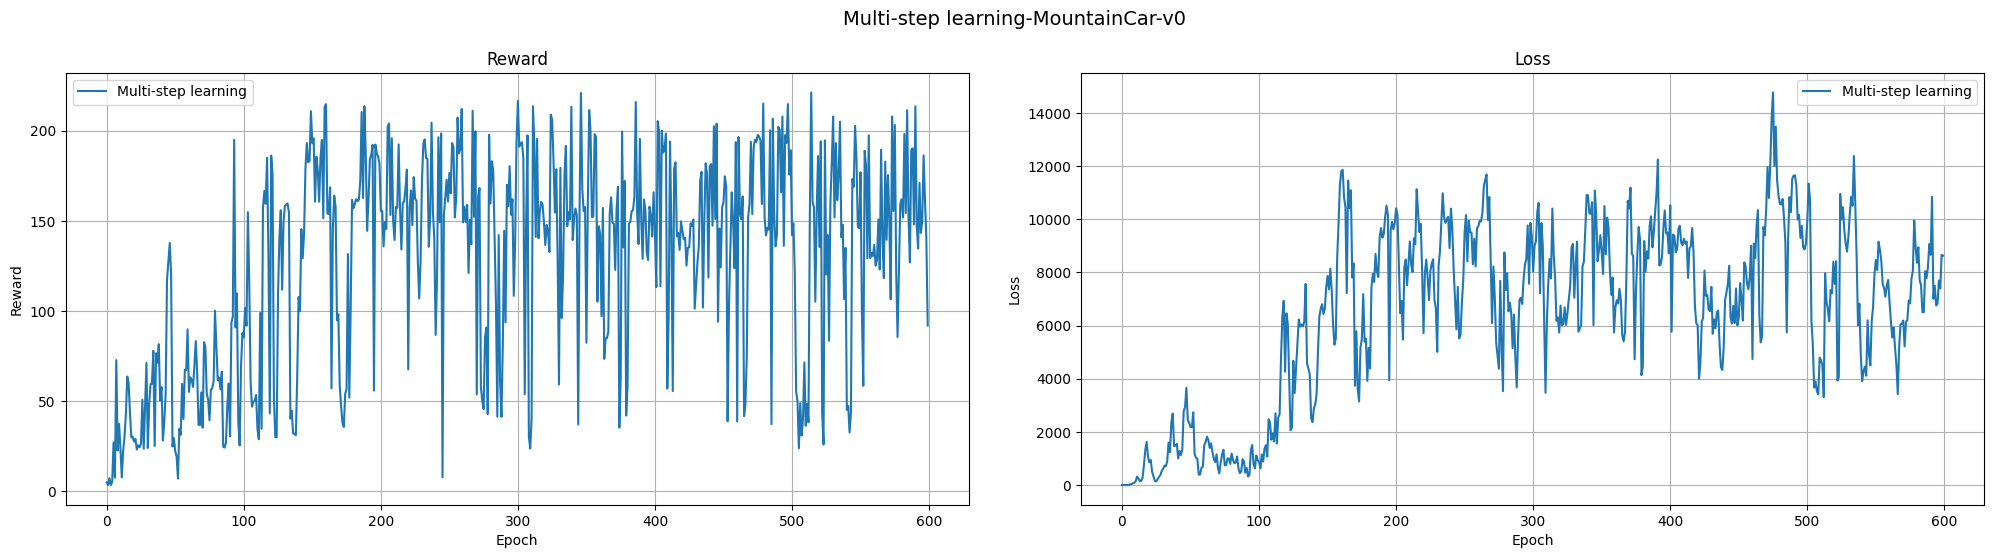 Multi-step learning-MountainCar-v0
Reward
Multi-step learning
Reward
200
150
100
50
0
0 100 200 300 400 500 600
Epoch
Loss
Multi-step learning
Loss
14000
12000
10000
8000
6000
4000
2000
0
0 100 200 300 400 500 600
Epoch